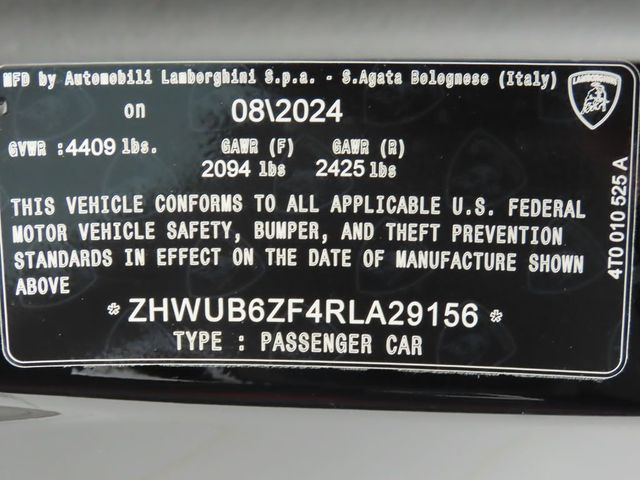 MFD by Automobili Lamborghini S.p.a. - S.Agata Bolognese (Italy)
on 08\2024
GVWR :4409 lbs. GAWR (F) GAWR (R)
2094 lbs 2425 lbs
THIS VEHICLE CONFORMS TO ALL APPLICABLE U.S. FEDERAL
MOTOR VEHICLE SAFETY, BUMPER, AND THEFT PREVENTION
STANDARDS IN EFFECT ON THE DATE OF MANUFACTURE SHOWN
ABOVE
* ZHWUB6ZF4RLA29156 *
TYPE : PASSENGER CAR
LAMBORGHINI
4T0 010 525 A